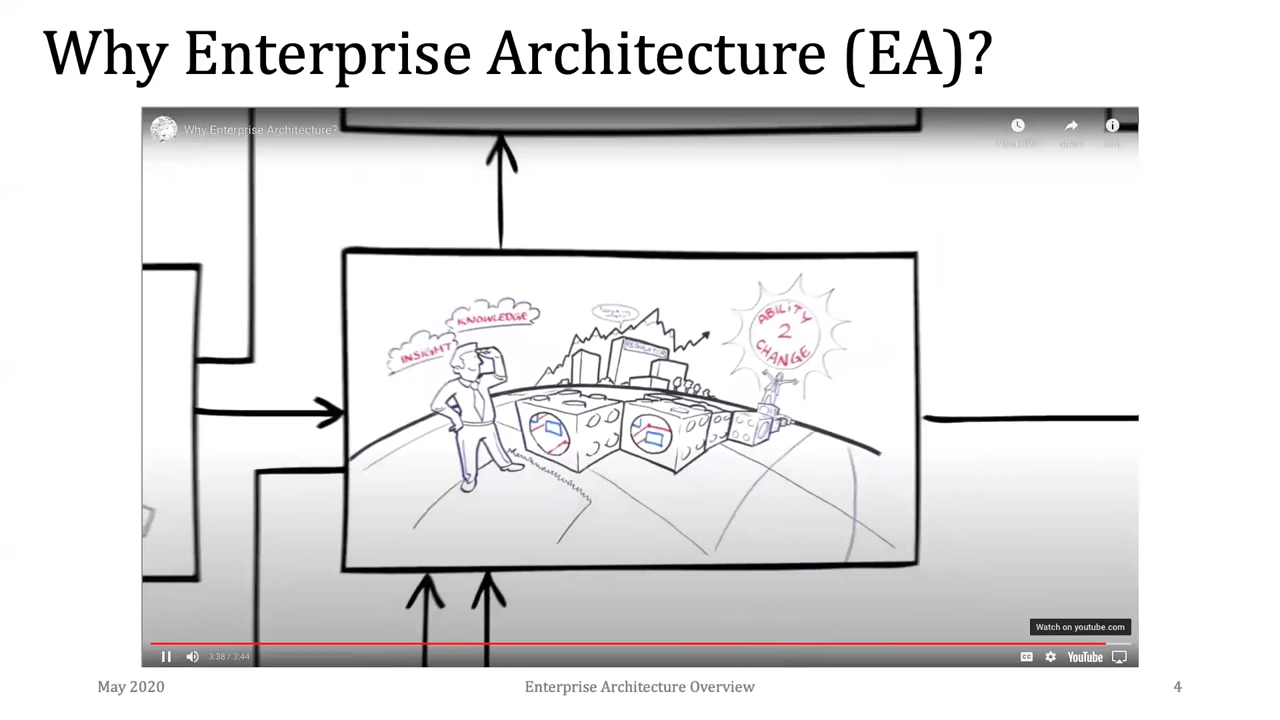 Why Enterprise Architecture (EA)?
Why Enterprise Architecture?
KNOWLEDGE
INSIGHT
REGULATOR
ABILITY
2
CHANGE
Watch on youtube.com
3:38 / 3:44
CC
YouTube
May 2020
Enterprise Architecture Overview
4